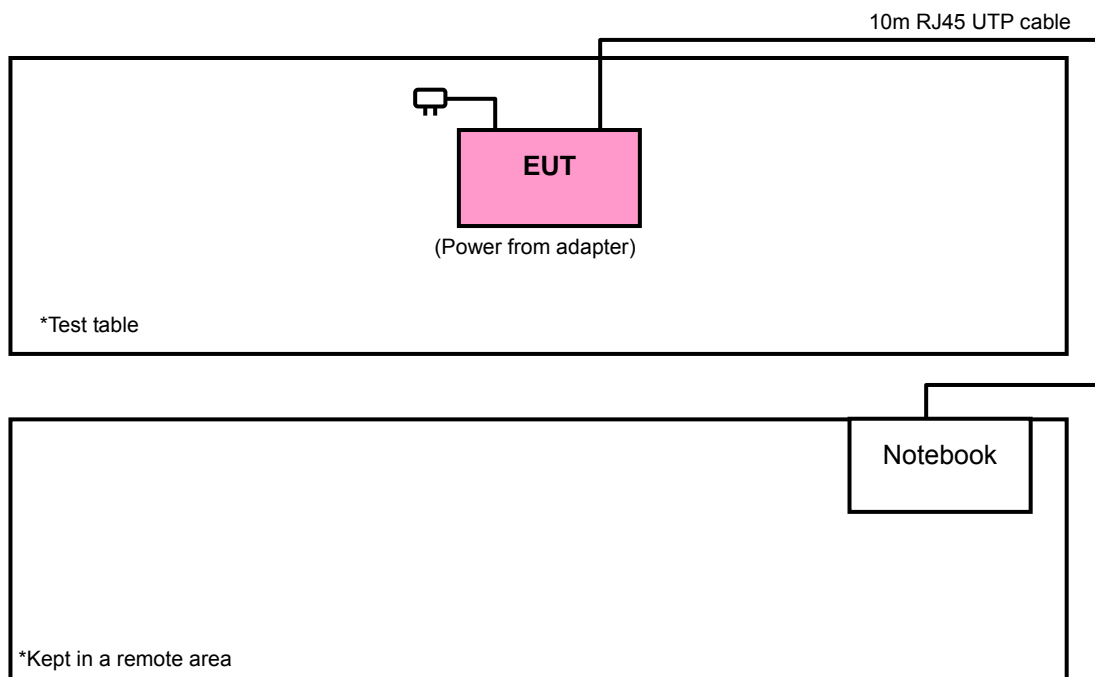 10m RJ45 UTP cable
EUT
(Power from adapter)
*Test table
Notebook
*Kept in a remote area